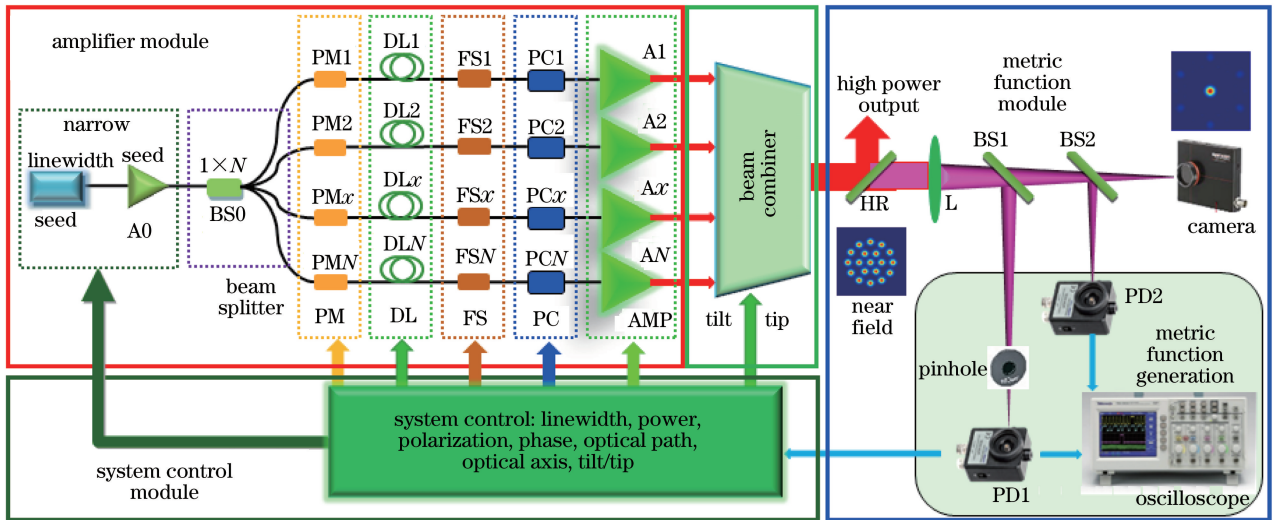 amplifier module
narrow
linewidth
seed
seed
A0
1×N
BS0
beam
splitter
PM1
PM2
PMx
PMN
PM
DL1
DL2
DLx
DLN
DL
FS1
FS2
FSx
FSN
FS
PC1
PC2
PCx
PCN
PC
A1
A2
Ax
AN
AMP
beam
combiner
tilt
tip
high power
output
metric
function
module
BS1
BS2
HR
L
camera
near
field
PD2
metric
function
generation
pinhole
PD1
oscilloscope
system control: linewidth, power,
polarization, phase, optical path,
optical axis, tilt/tip
system control
module